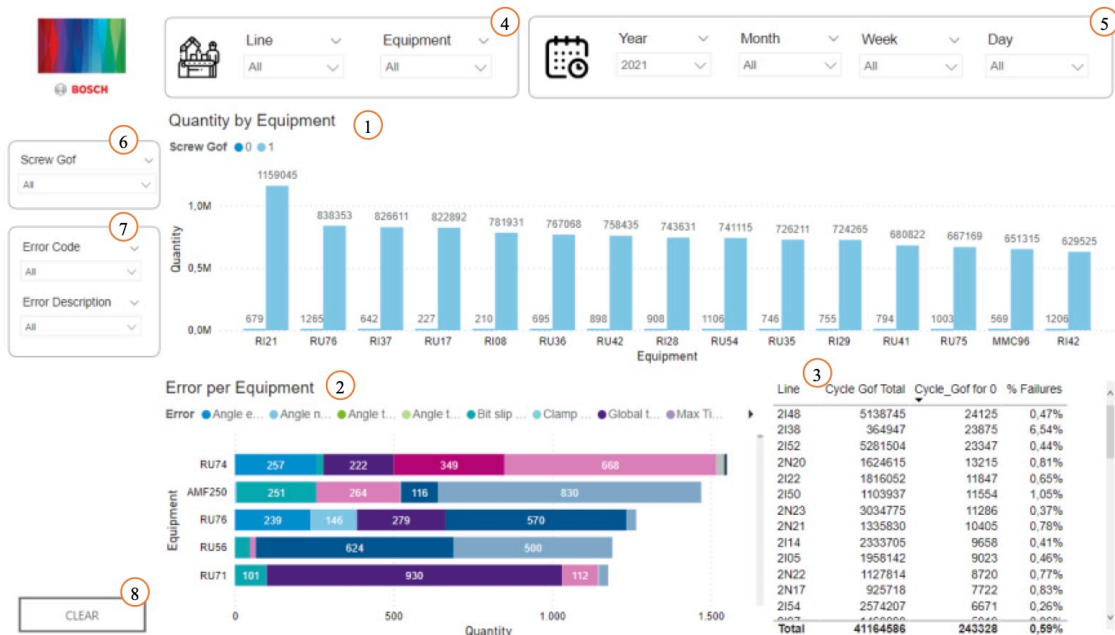 BOSCH
4
Line Equipment
All All
5
Year Month Week Day
2021 All All All
6
Screw Gof
All
7
Error Code
All
Error Description
All
8
CLEAR
Quantity by Equipment 1
Screw Gof 0 1
Quantity
1,0M
0,5M
0,0M
1159045 838353 826611 822892 781931 767068 758435 743631 741115 726211 724265 680822 667169 651315 629525
679 1265 642 227 210 695 898 908 1106 746 755 794 1003 569 1206
RI21 RU76 RI37 RU17 RI08 RU36 RU42 RI28 RU54 RU35 RI29 RU41 RU75 MMC96 RI42
Equipment
Error per Equipment 2
Error Angle e... Angle n... Angle t... Angle t... Bit slip ... Clamp ... Global t... Max Ti...
Equipment
RU74 257 222 349 668
AMF250 251 264 116 830
RU76 239 146 279 570
RU56 624 500
RU71 101 930 112
0 500 1.000 1.500
Quantity
3
Line Cycle Gof Total Cycle_Gof for 0 % Failures
2I48 5138745 24125 0,47%
2I38 364947 23875 6,54%
2I52 5281504 23347 0,44%
2N20 1624615 13215 0,81%
2I22 1816052 11847 0,65%
2I50 1103937 11554 1,05%
2N23 3034775 11286 0,37%
2N21 1335830 10405 0,78%
2I14 2333705 9658 0,41%
2I05 1958142 9023 0,46%
2N22 1127814 8720 0,77%
2N17 925718 7722 0,83%
2I54 2574207 6671 0,26%
Total 41164586 243328 0,59%